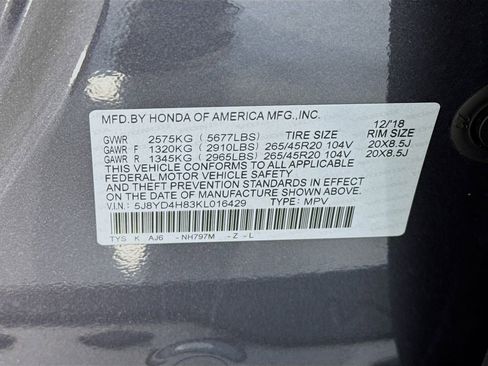 MFD.BY HONDA OF AMERICA MFG.,INC. 12/18
GVWR 2575KG ( 5677LBS) TIRE SIZE RIM SIZE
GAWR F 1320KG ( 2910LBS) 265/45R20 104V 20X8.5J
GAWR R 1345KG ( 2965LBS) 265/45R20 104V 20X8.5J
THIS VEHICLE CONFORMS TO ALL APPLICABLE
FEDERAL MOTOR VEHICLE SAFETY STANDARDS IN EFFECT
ON THE DATE OF MANUFACTURE SHOWN ABOVE.
V.I.N.: 5J8YD4H83KL016429 TYPE: MPV
TYS K AJ6 -NH797M -Z -L